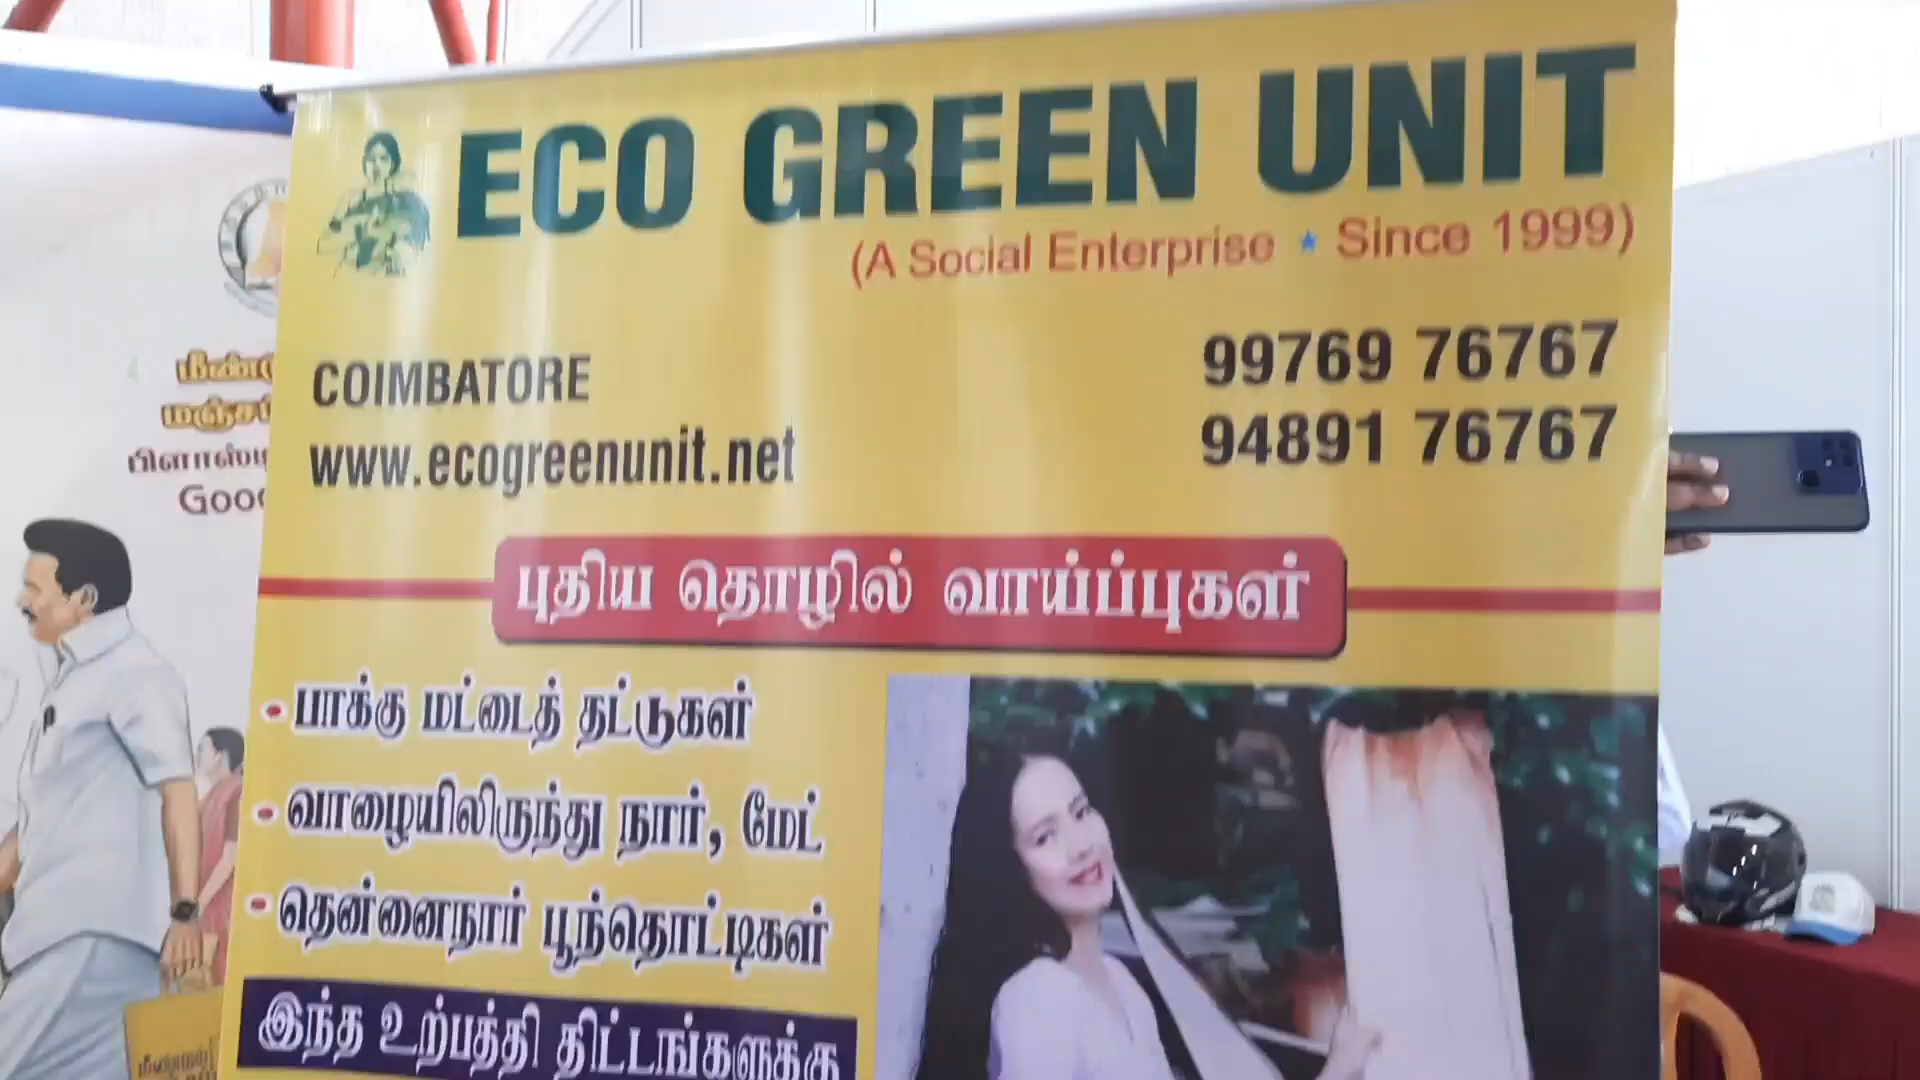 ECO GREEN UNIT
(A Social Enterprise ★ Since 1999)
COIMBATORE
www.ecogreenunit.net
99769 76767
94891 76767
புதிய தொழில் வாய்ப்புகள்
- பாக்கு மட்டைத் தட்டுகள்
- வாழையிலிருந்து நார், மேட்
- தென்னைநார் பூந்தொட்டிகள்
இந்த உற்பத்தி திட்டங்களுக்கு